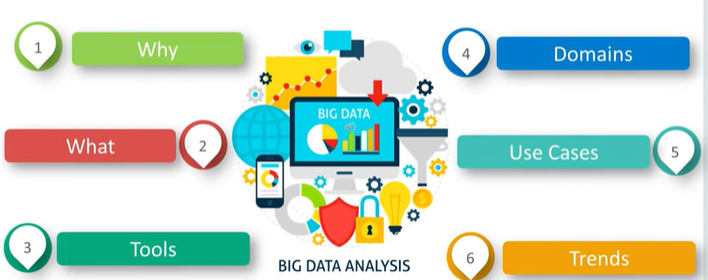 1
Why
2
What
3
Tools
BIG DATA
BIG DATA ANALYSIS
4
Domains
5
Use Cases
6
Trends